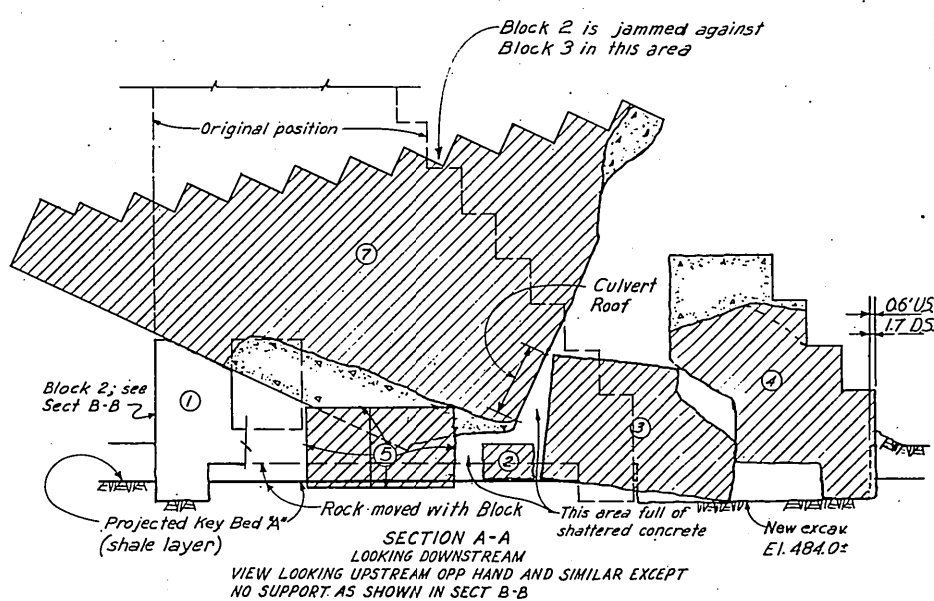 Block 2 is jammed against
Block 3 in this area
Original position
7
Culvert
Roof
0.6' U.S.
1.7 D.S.
Block 2; see
Sect B-B
1
4
3
5
2
Projected Key Bed "A"
(shale layer)
Rock moved with Block
This area full of
shattered concrete
New excav.
El. 484.0±
SECTION A-A
LOOKING DOWNSTREAM
VIEW LOOKING UPSTREAM OPP HAND AND SIMILAR EXCEPT
NO SUPPORT AS SHOWN IN SECT B-B